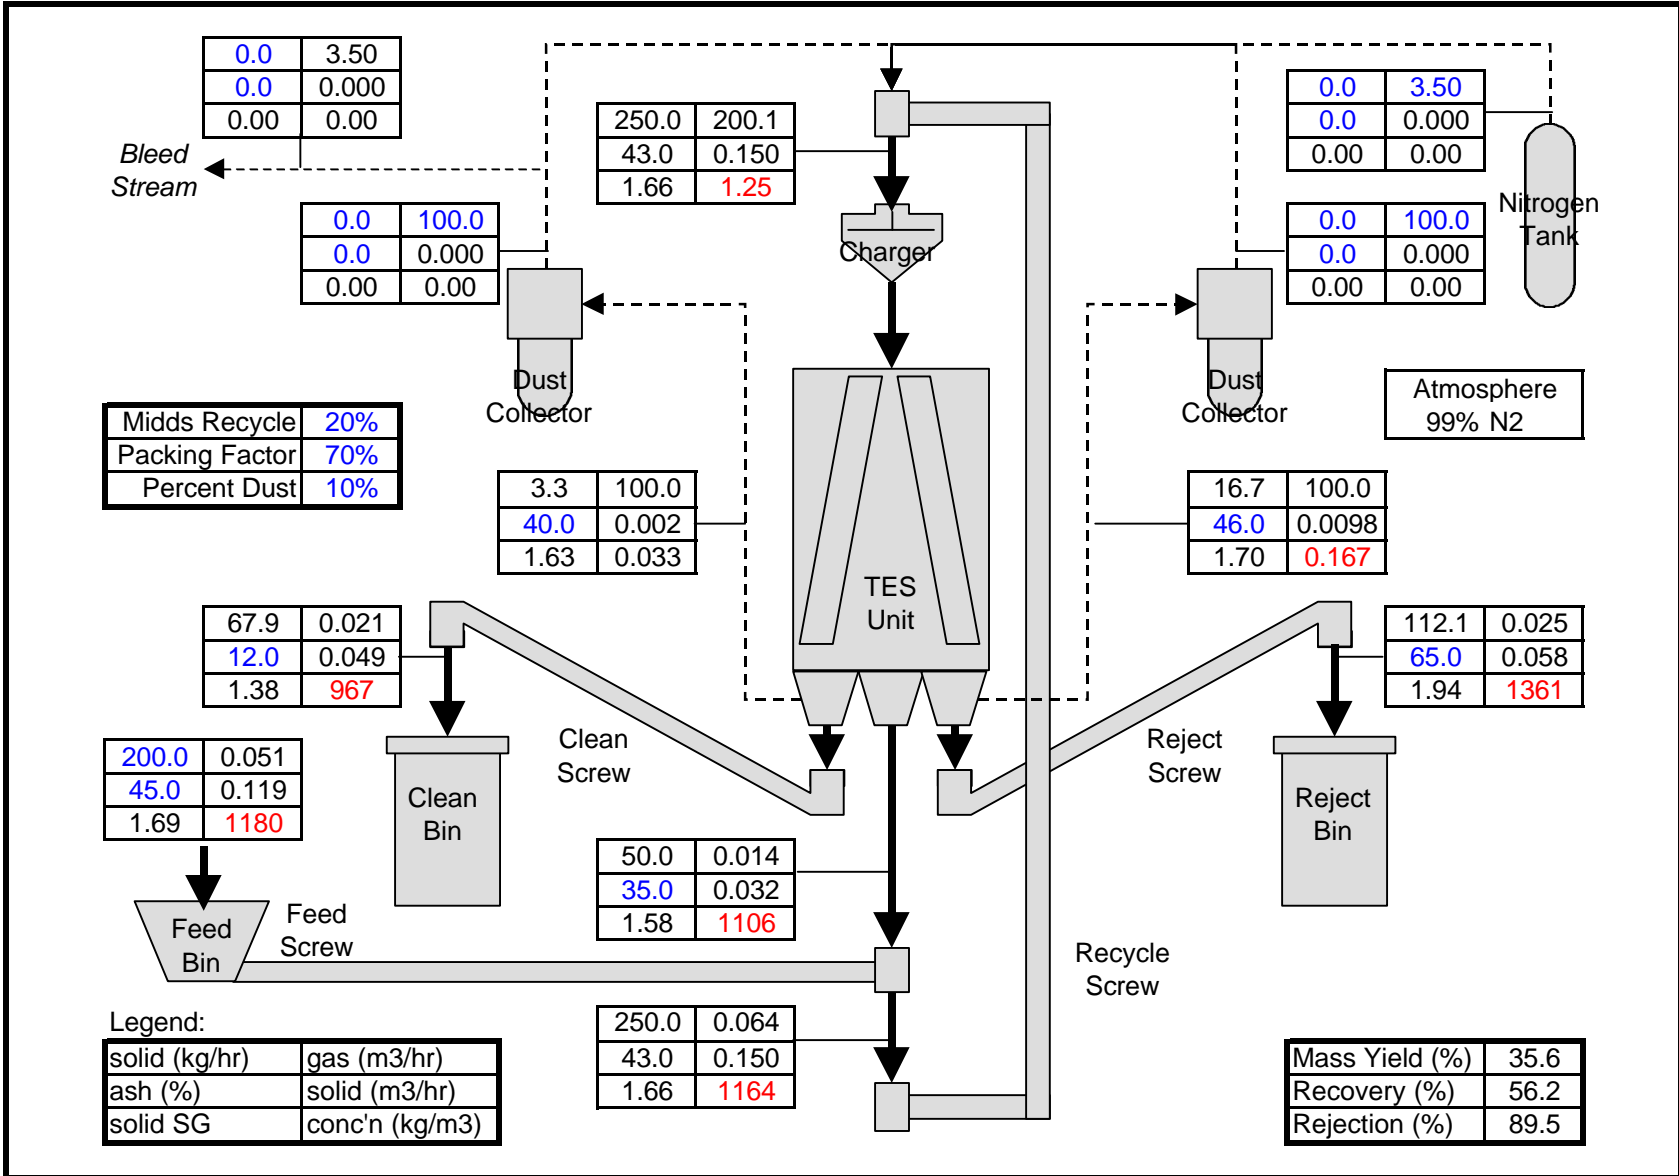 0.0 3.50
0.0 0.000
0.00 0.00
Bleed
Stream
250.0 200.1
43.0 0.150
1.66 1.25
0.0 3.50
0.0 0.000
0.00 0.00
Nitrogen
Tank
0.0 100.0
0.0 0.000
0.00 0.00
Charger
0.0 100.0
0.0 0.000
0.00 0.00
Dust
Collector
Dust
Collector
Atmosphere
99% N2
Midds Recycle 20%
Packing Factor 70%
Percent Dust 10%
3.3 100.0
40.0 0.002
1.63 0.033
16.7 100.0
46.0 0.0098
1.70 0.167
TES
Unit
67.9 0.021
12.0 0.049
1.38 967
112.1 0.025
65.0 0.058
1.94 1361
Clean
Screw
Reject
Screw
200.0 0.051
45.0 0.119
1.69 1180
Clean
Bin
Reject
Bin
50.0 0.014
35.0 0.032
1.58 1106
Feed
Bin
Feed
Screw
Recycle
Screw
250.0 0.064
43.0 0.150
1.66 1164
Legend:
solid (kg/hr) gas (m3/hr)
ash (%) solid (m3/hr)
solid SG conc'n (kg/m3)
Mass Yield (%) 35.6
Recovery (%) 56.2
Rejection (%) 89.5